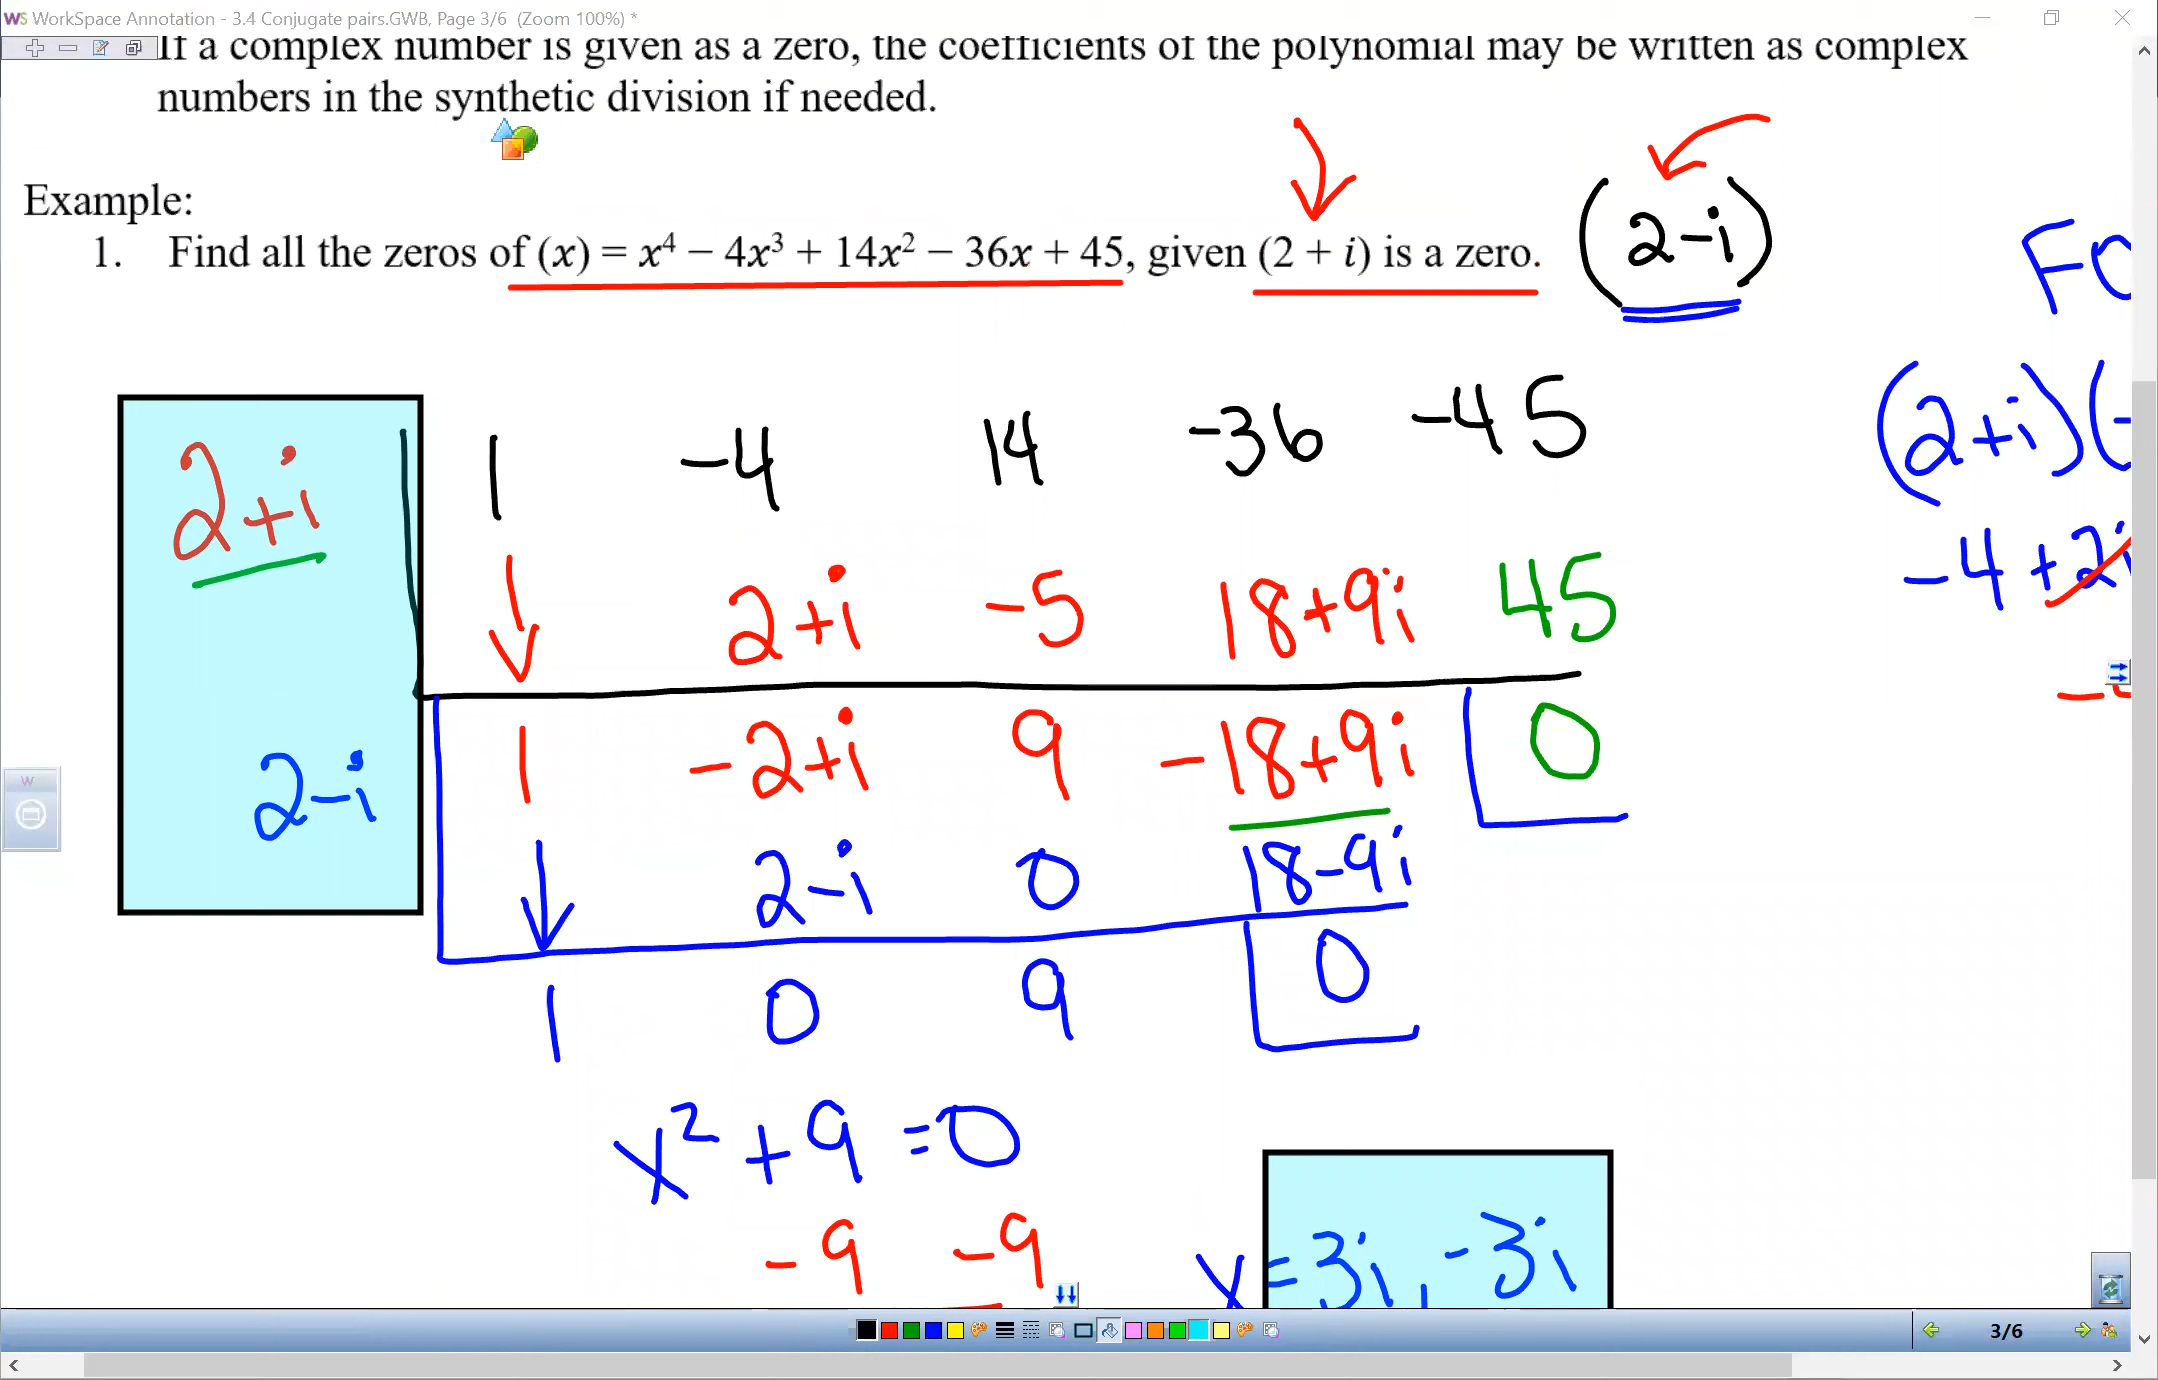 WS WorkSpace Annotation - 3.4 Conjugate pairs.GWB, Page 3/6 (Zoom 100%) *
If a complex number is given as a zero, the coefficients of the polynomial may be written as complex
numbers in the synthetic division if needed.
Example:
1. Find all the zeros of (x) = x⁴ − 4x³ + 14x² − 36x + 45, given (2 + i) is a zero. (2-i)
FO
2+i 1 -4 14 -36 -45
(2+i)(-
2+i -5 18+9i 45
-4 +2i
1 -2+i 9 -18+9i 0
2-i 2-i 0 18-9i
1 0 9 0
x² + 9 = 0
-9 -9
x = 3i, -3i
3/6